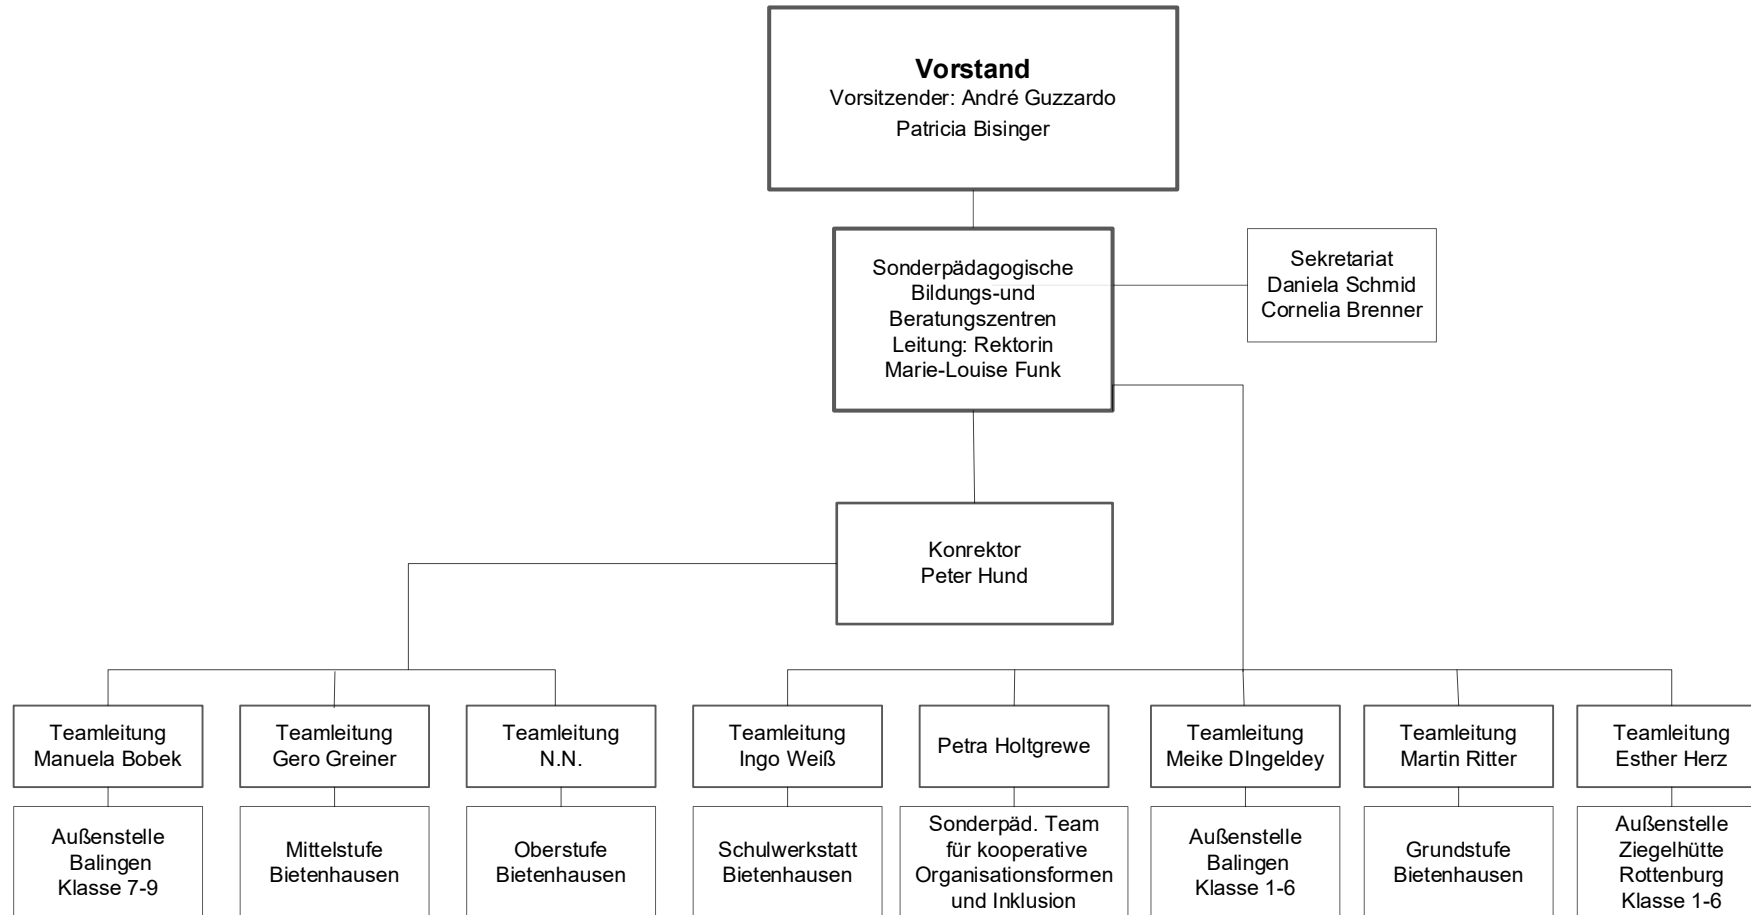 Vorstand
Vorsitzender: André Guzzardo
Patricia Bisinger
Sonderpädagogische
Bildungs-und
Beratungszentren
Leitung: Rektorin
Marie-Louise Funk
Sekretariat
Daniela Schmid
Cornelia Brenner
Konrektor
Peter Hund
Teamleitung
Manuela Bobek
Teamleitung
Gero Greiner
Teamleitung
N.N.
Teamleitung
Ingo Weiß
Petra Holtgrewe
Teamleitung
Meike DIngeldey
Teamleitung
Martin Ritter
Teamleitung
Esther Herz
Außenstelle
Balingen
Klasse 7-9
Mittelstufe
Bietenhausen
Oberstufe
Bietenhausen
Schulwerkstatt
Bietenhausen
Sonderpäd. Team
für kooperative
Organisationsformen
und Inklusion
Außenstelle
Balingen
Klasse 1-6
Grundstufe
Bietenhausen
Außenstelle
Ziegelhütte
Rottenburg
Klasse 1-6